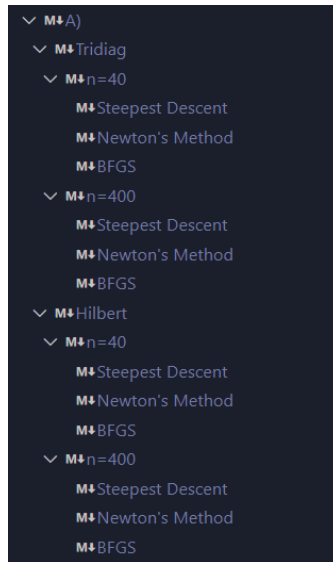 M↓A)
M↓Tridiag
M↓n=40
M↓Steepest Descent
M↓Newton's Method
M↓BFGS
M↓n=400
M↓Steepest Descent
M↓Newton's Method
M↓BFGS
M↓Hilbert
M↓n=40
M↓Steepest Descent
M↓Newton's Method
M↓BFGS
M↓n=400
M↓Steepest Descent
M↓Newton's Method
M↓BFGS